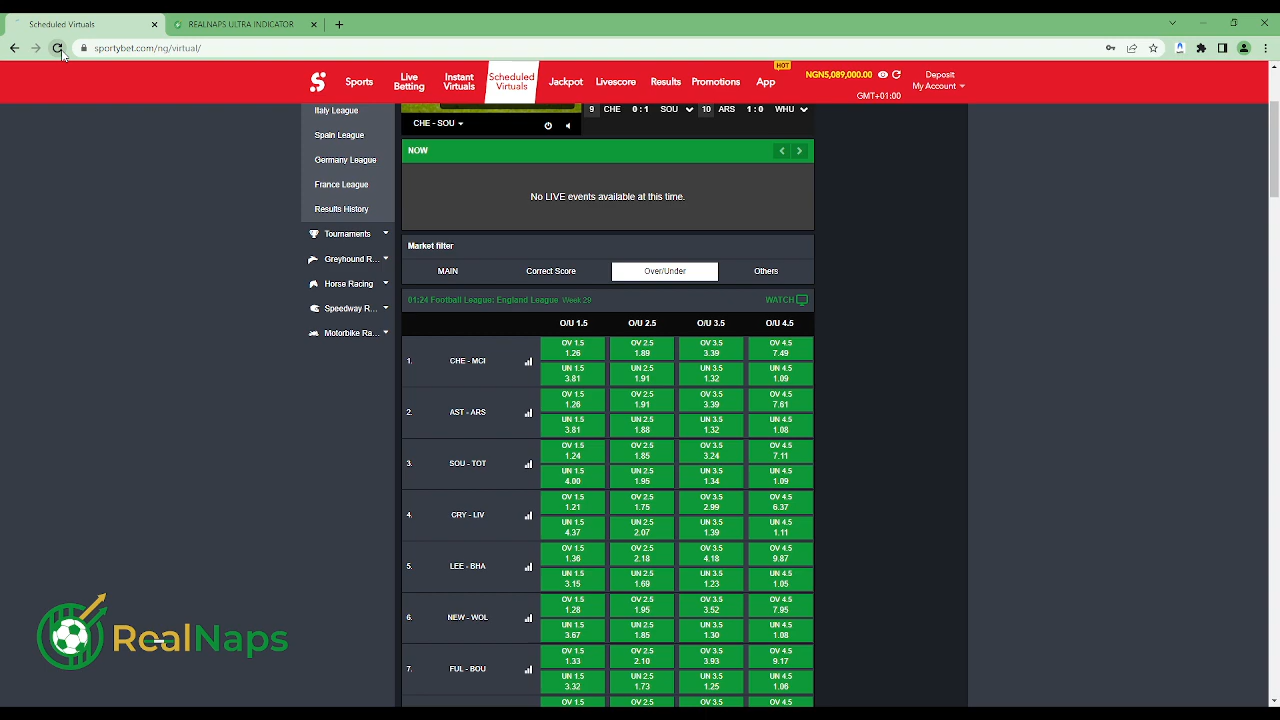 Scheduled Virtuals
REALNAPS ULTRA INDICATOR
sportybet.com/ng/virtual/
Sports
Live Betting
Instant Virtuals
Scheduled Virtuals
Jackpot
Livescore
Results
Promotions
App
HOT
NGN5,089,000.00
GMT+01:00
Deposit
My Account
Italy League
Spain League
Germany League
France League
Results History
Tournaments
Greyhound R...
Horse Racing
Speedway R...
Motorbike Ra...
9 CHE 0:1 SOU 10 ARS 1:0 WHU
CHE - SOU
NOW
No LIVE events available at this time.
Market filter
MAIN Correct Score Over/Under Others
01:24 Football League: England League Week 29 WATCH
O/U 1.5 O/U 2.5 O/U 3.5 O/U 4.5
OV 1.5 OV 2.5 OV 3.5 OV 4.5
1.26 1.89 3.39 7.49
1. CHE - MCI
UN 1.5 UN 2.5 UN 3.5 UN 4.5
3.81 1.91 1.32 1.09
OV 1.5 OV 2.5 OV 3.5 OV 4.5
1.26 1.91 3.39 7.61
2. AST - ARS
UN 1.5 UN 2.5 UN 3.5 UN 4.5
3.81 1.88 1.32 1.08
OV 1.5 OV 2.5 OV 3.5 OV 4.5
1.24 1.85 3.24 7.11
3. SOU - TOT
UN 1.5 UN 2.5 UN 3.5 UN 4.5
4.00 1.95 1.34 1.09
OV 1.5 OV 2.5 OV 3.5 OV 4.5
1.21 1.75 2.99 6.37
4. CRY - LIV
UN 1.5 UN 2.5 UN 3.5 UN 4.5
4.37 2.07 1.39 1.11
OV 1.5 OV 2.5 OV 3.5 OV 4.5
1.36 2.18 4.18 9.87
5. LEE - BHA
UN 1.5 UN 2.5 UN 3.5 UN 4.5
3.15 1.69 1.23 1.05
OV 1.5 OV 2.5 OV 3.5 OV 4.5
1.28 1.95 3.52 7.95
6. NEW - WOL
UN 1.5 UN 2.5 UN 3.5 UN 4.5
3.67 1.85 1.30 1.08
OV 1.5 OV 2.5 OV 3.5 OV 4.5
1.33 2.10 3.93 9.17
7. FUL - BOU
UN 1.5 UN 2.5 UN 3.5 UN 4.5
3.32 1.73 1.25 1.06
OV 1.5 OV 2.5 OV 3.5 OV 4.5
RealNaps